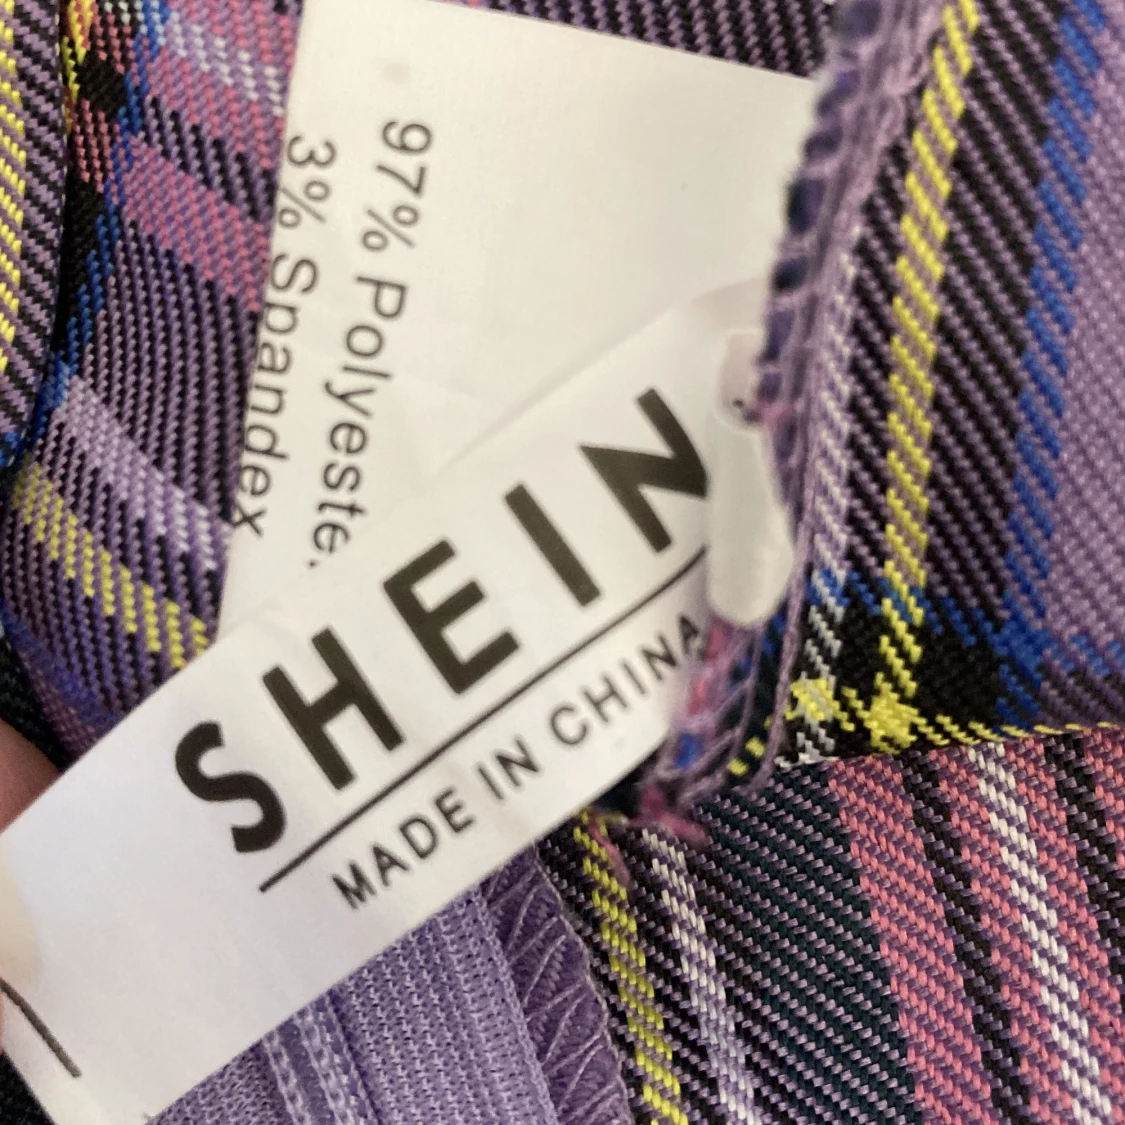 97% Polyeste.
3% Spandex
SHEIN
MADE IN CHINA